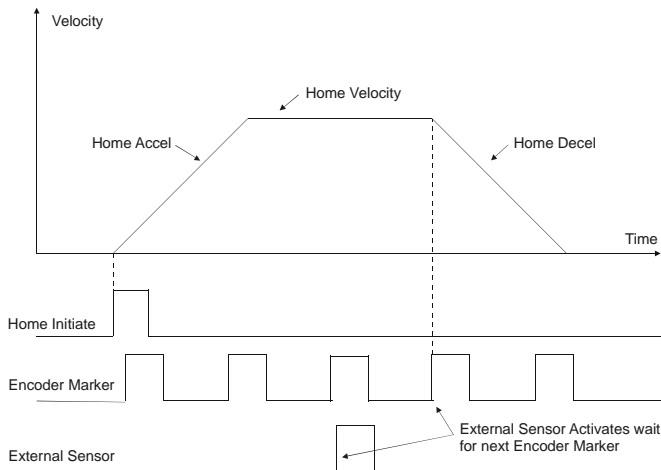 Velocity
Home Velocity
Home Accel
Home Decel
Time
Home Initiate
Encoder Marker
External Sensor Activates wait
for next Encoder Marker
External Sensor